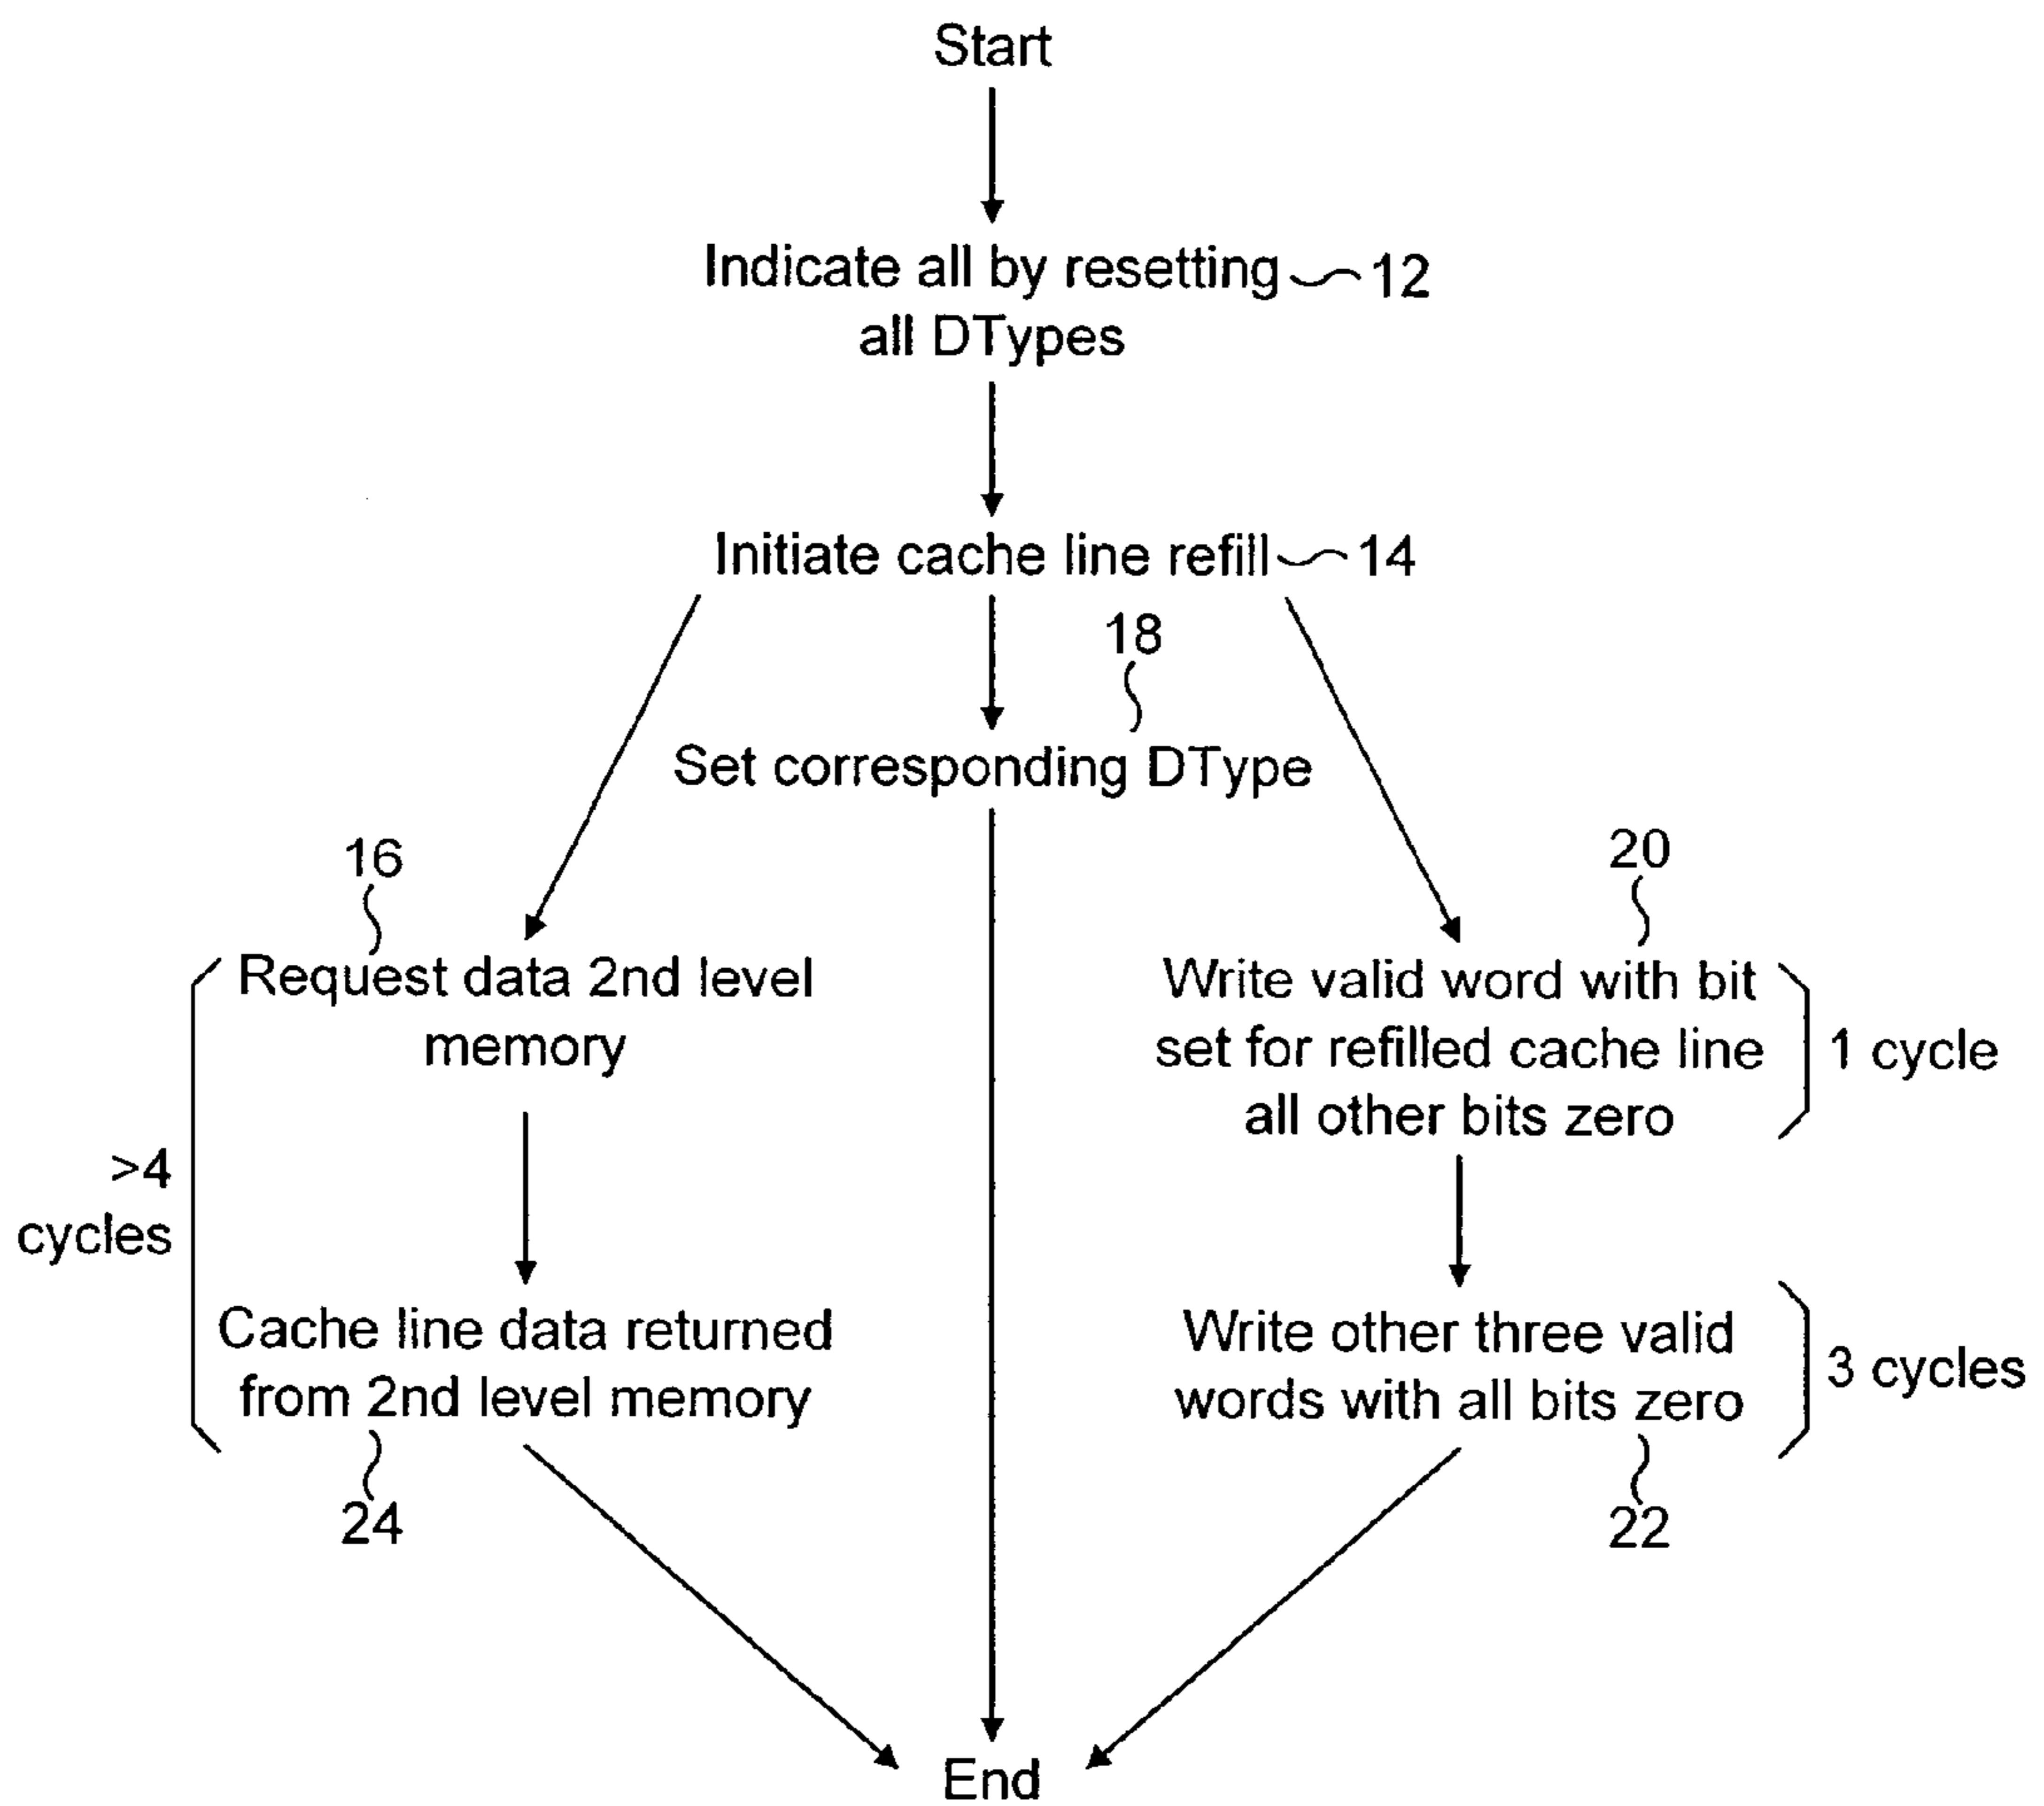 Start
Indicate all by resetting 12
all DTypes
Initiate cache line refill 14
18
Set corresponding DType
16
20
Request data 2nd level
memory
Write valid word with bit
set for refilled cache line
all other bits zero
1 cycle
>4
cycles
Cache line data returned
from 2nd level memory
Write other three valid
words with all bits zero
3 cycles
24
22
End